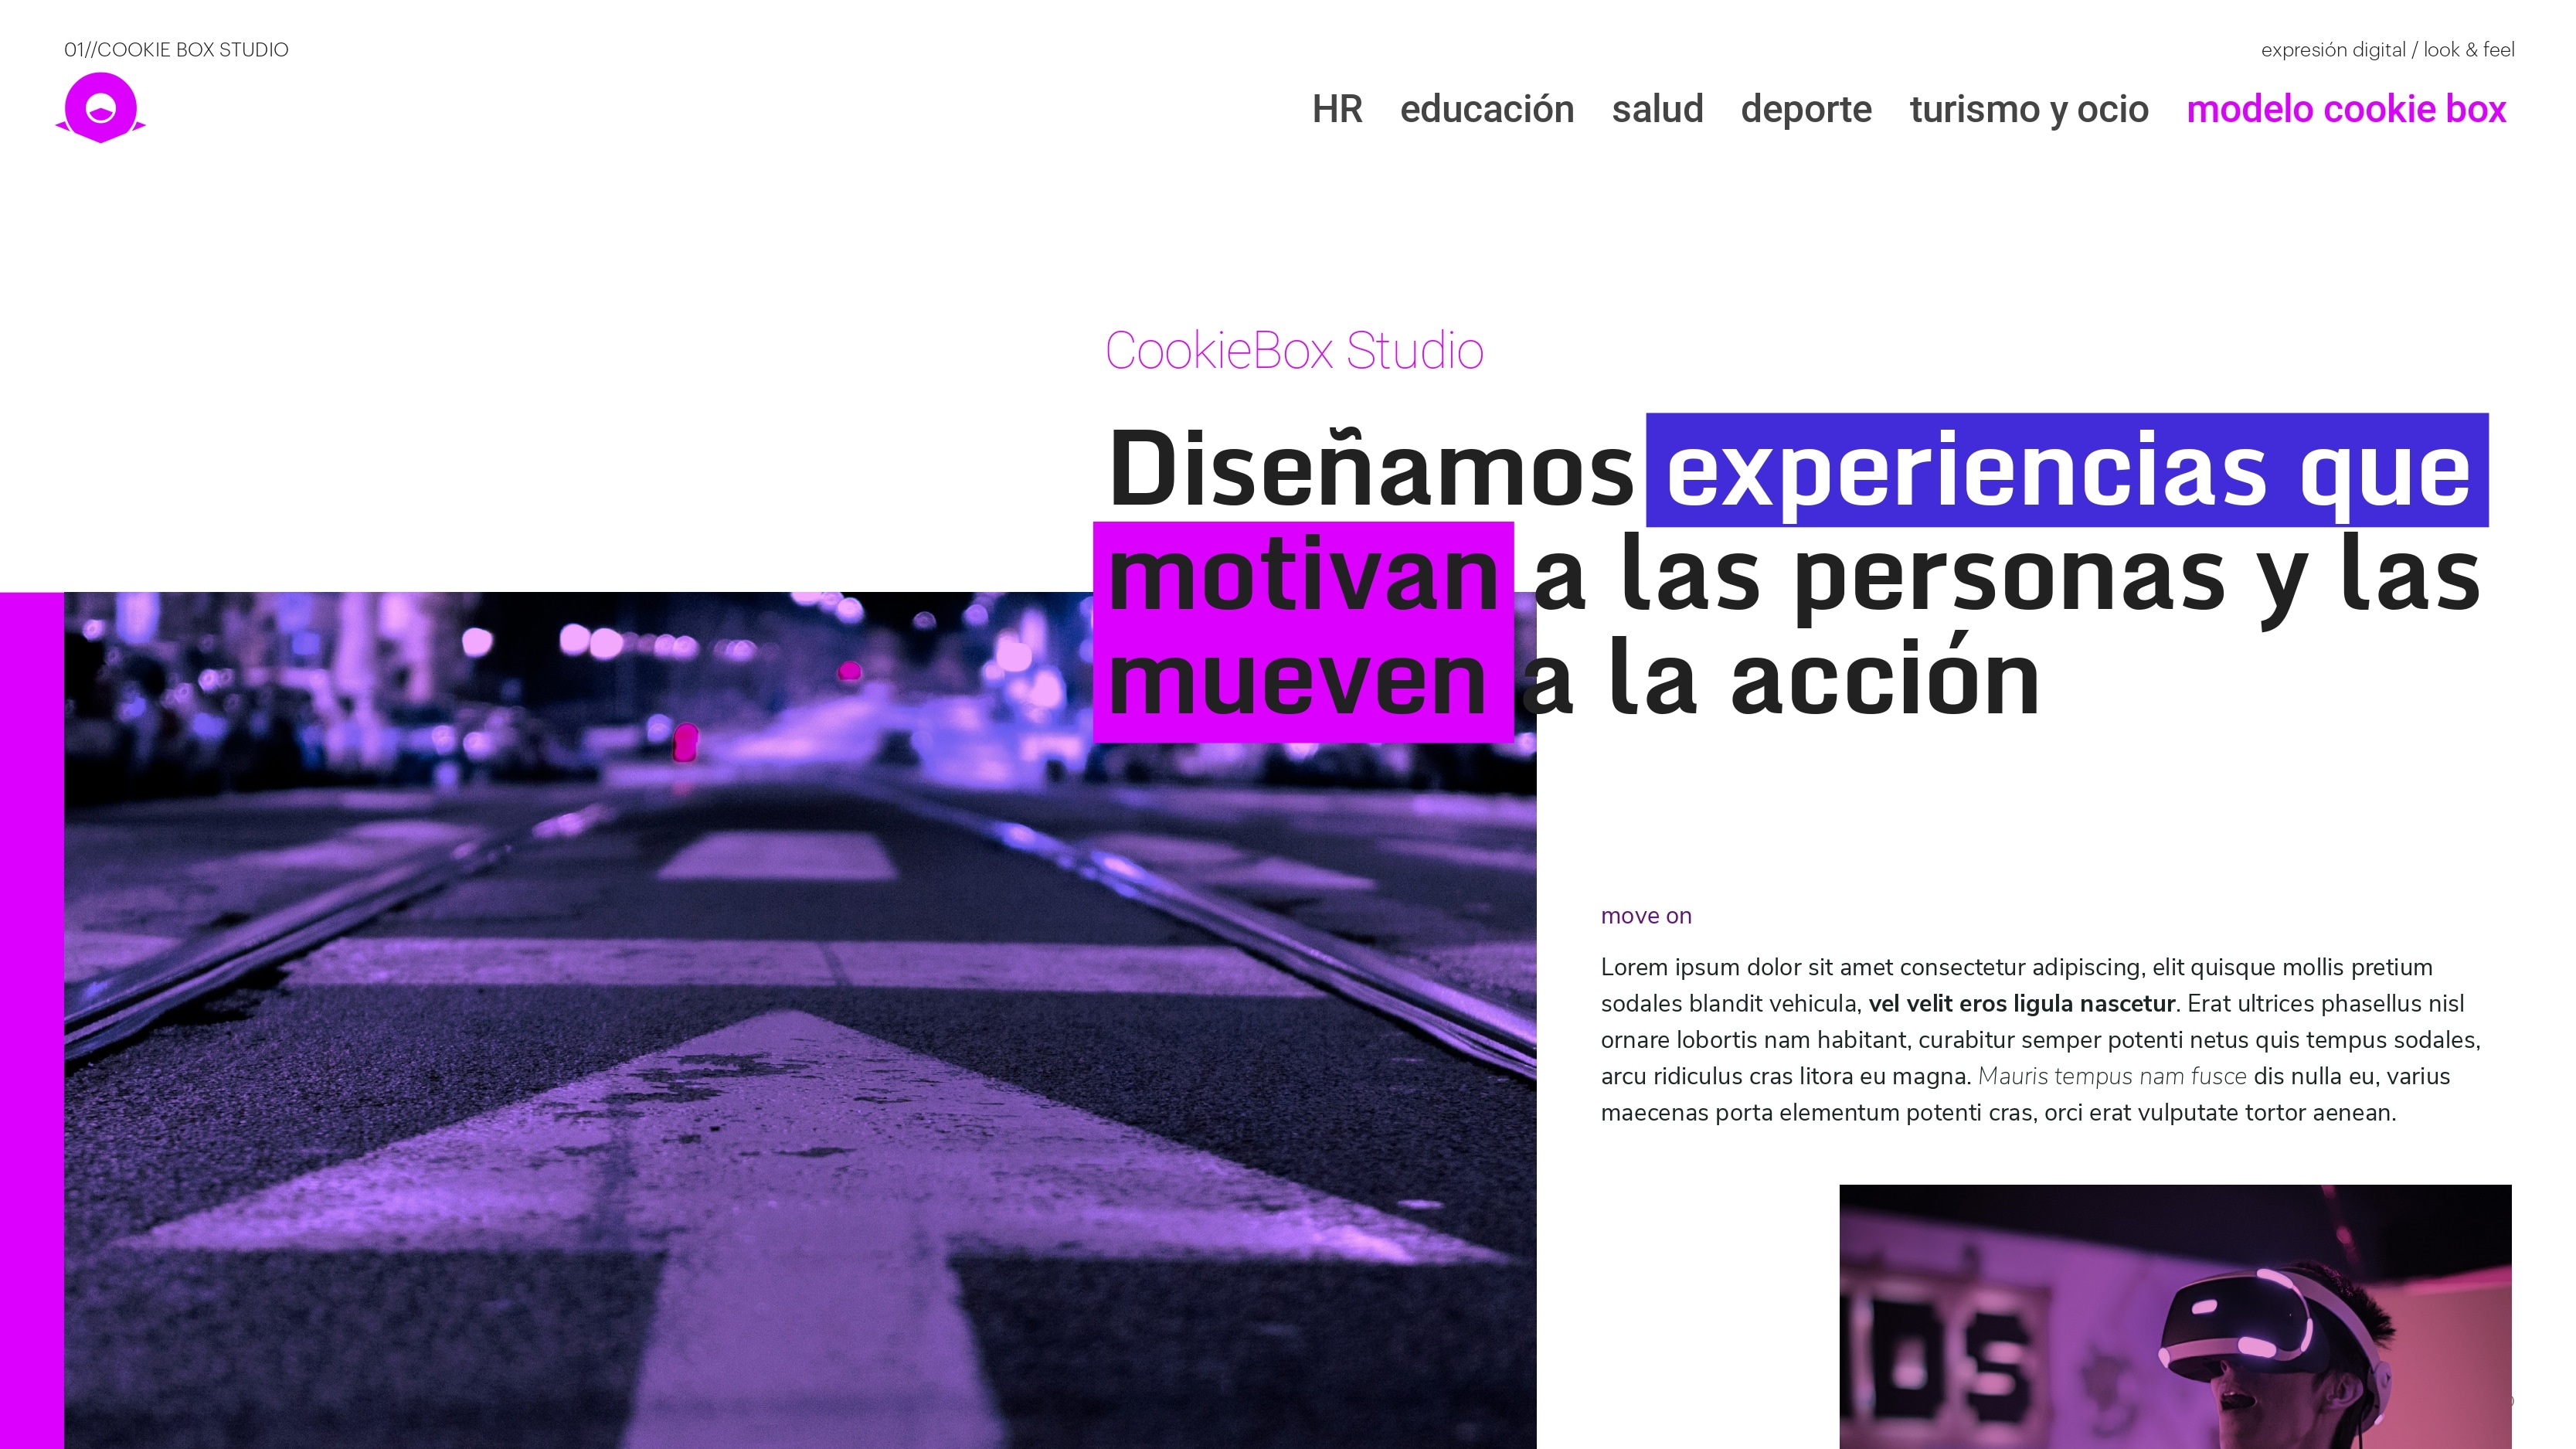 01//COOKIE BOX STUDIO
expresión digital / look & feel
HR educación salud deporte turismo y ocio modelo cookie box
CookieBox Studio
Diseñamos experiencias que
motivan a las personas y las
mueven a la acción
move on
Lorem ipsum dolor sit amet consectetur adipiscing, elit quisque mollis pretium
sodales blandit vehicula, vel velit eros ligula nascetur. Erat ultrices phasellus nisl
ornare lobortis nam habitant, curabitur semper potenti netus quis tempus sodales,
arcu ridiculus cras litora eu magna. Mauris tempus nam fusce dis nulla eu, varius
maecenas porta elementum potenti cras, orci erat vulputate tortor aenean.
DS